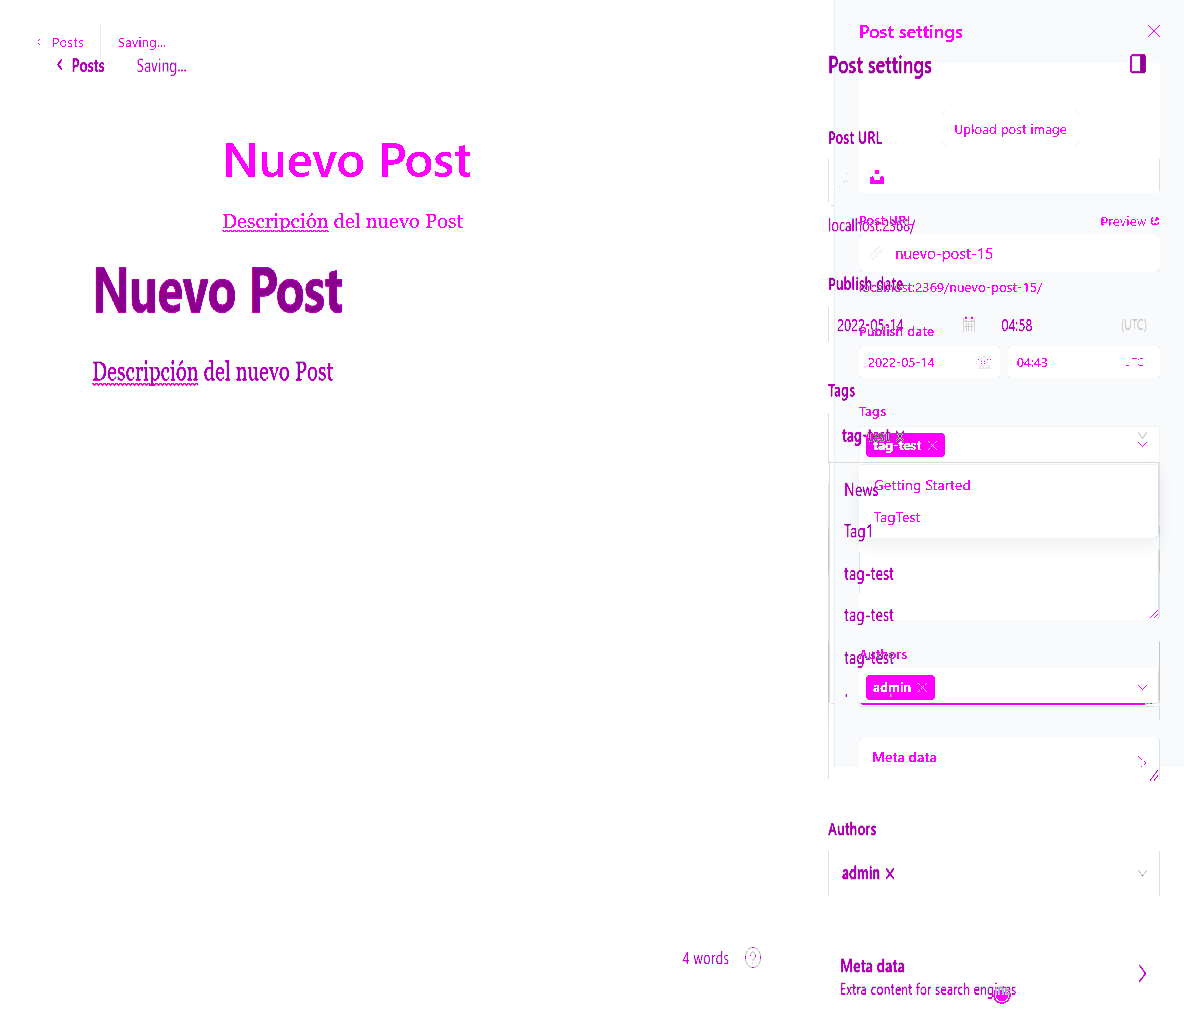 Posts Saving...
Post settings
Posts Saving...
Post settings
Upload post image
Post URL
Nuevo Post
Descripción del nuevo Post
Post URL
Preview
localhost:2368/
nuevo-post-15
Nuevo Post
Publish date
localhost:2369/nuevo-post-15/
2022-05-14 04:58 (UTC)
Publish date
2022-05-14 04:43 UTC
Descripción del nuevo Post
Tags
Tags
tag-test
tag-test
Getting Started
News
TagTest
Tag1
tag-test
tag-test
Authors
tag-test
admin
Meta data
Authors
admin
4 words
Meta data
Extra content for search engines